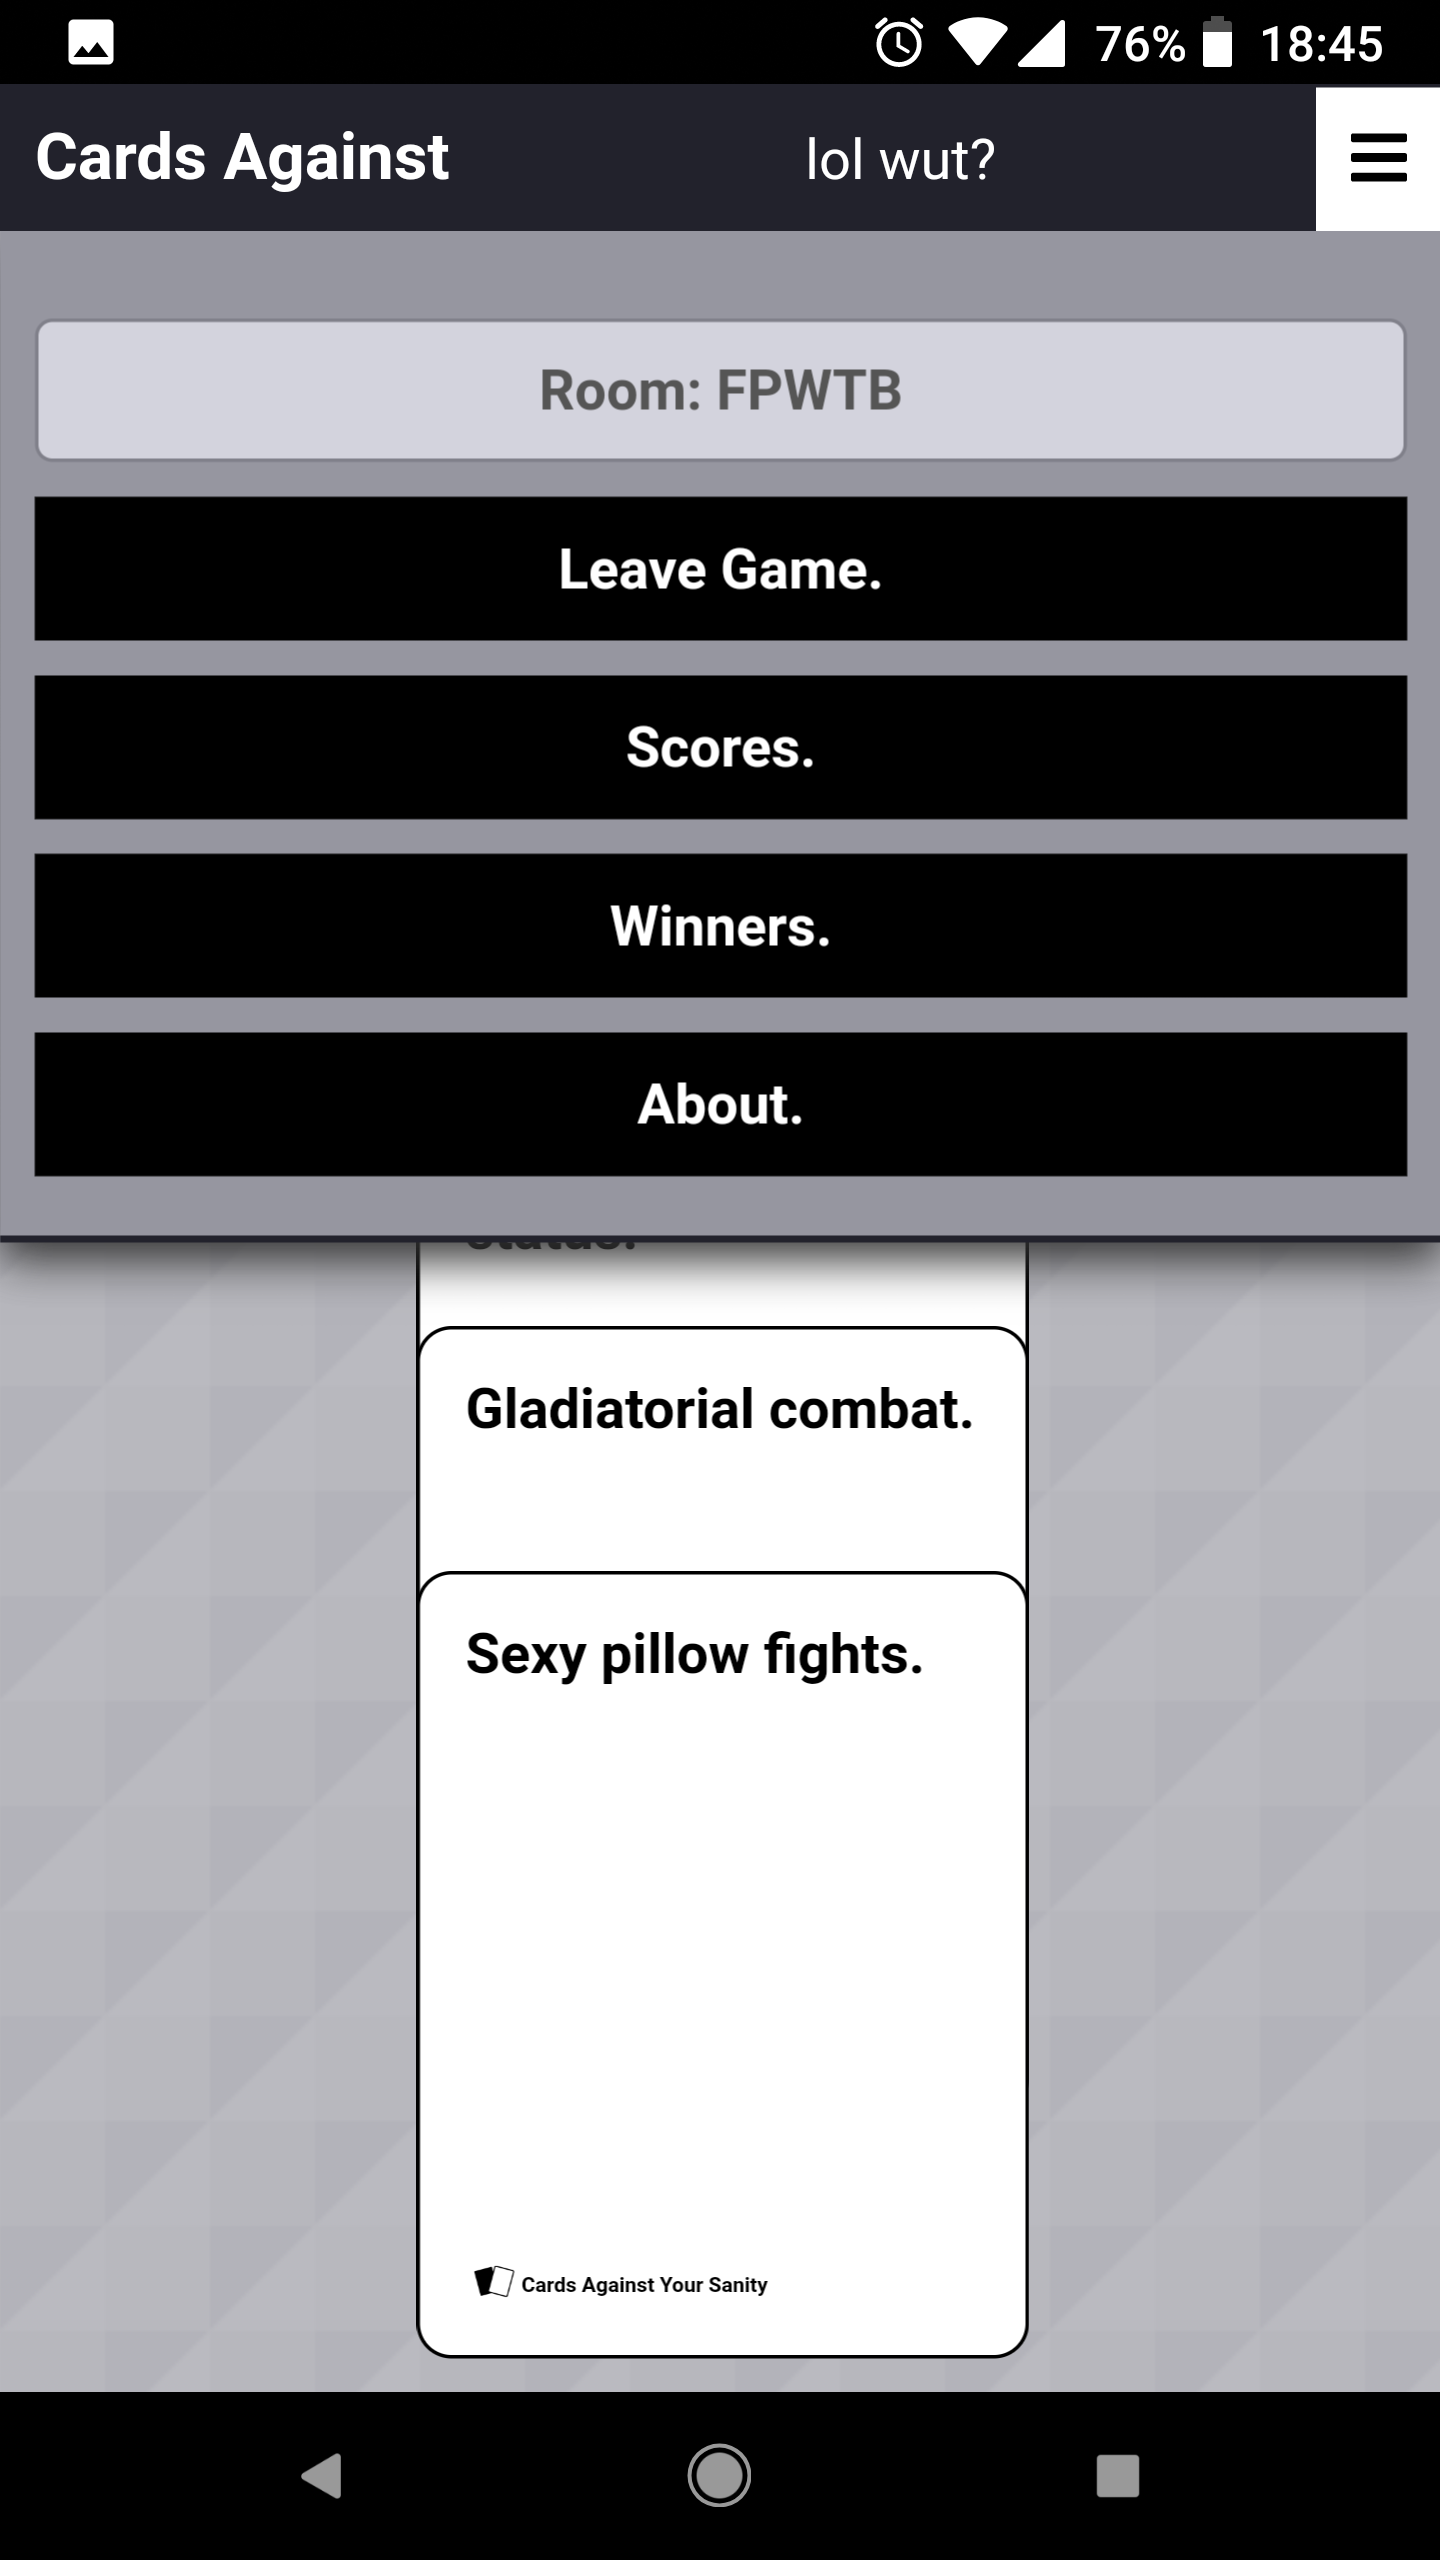 76% 18:45
Cards Against lol wut?
Room: FPWTB
Leave Game.
Scores.
Winners.
About.
Gladiatorial combat.
Sexy pillow fights.
Cards Against Your Sanity